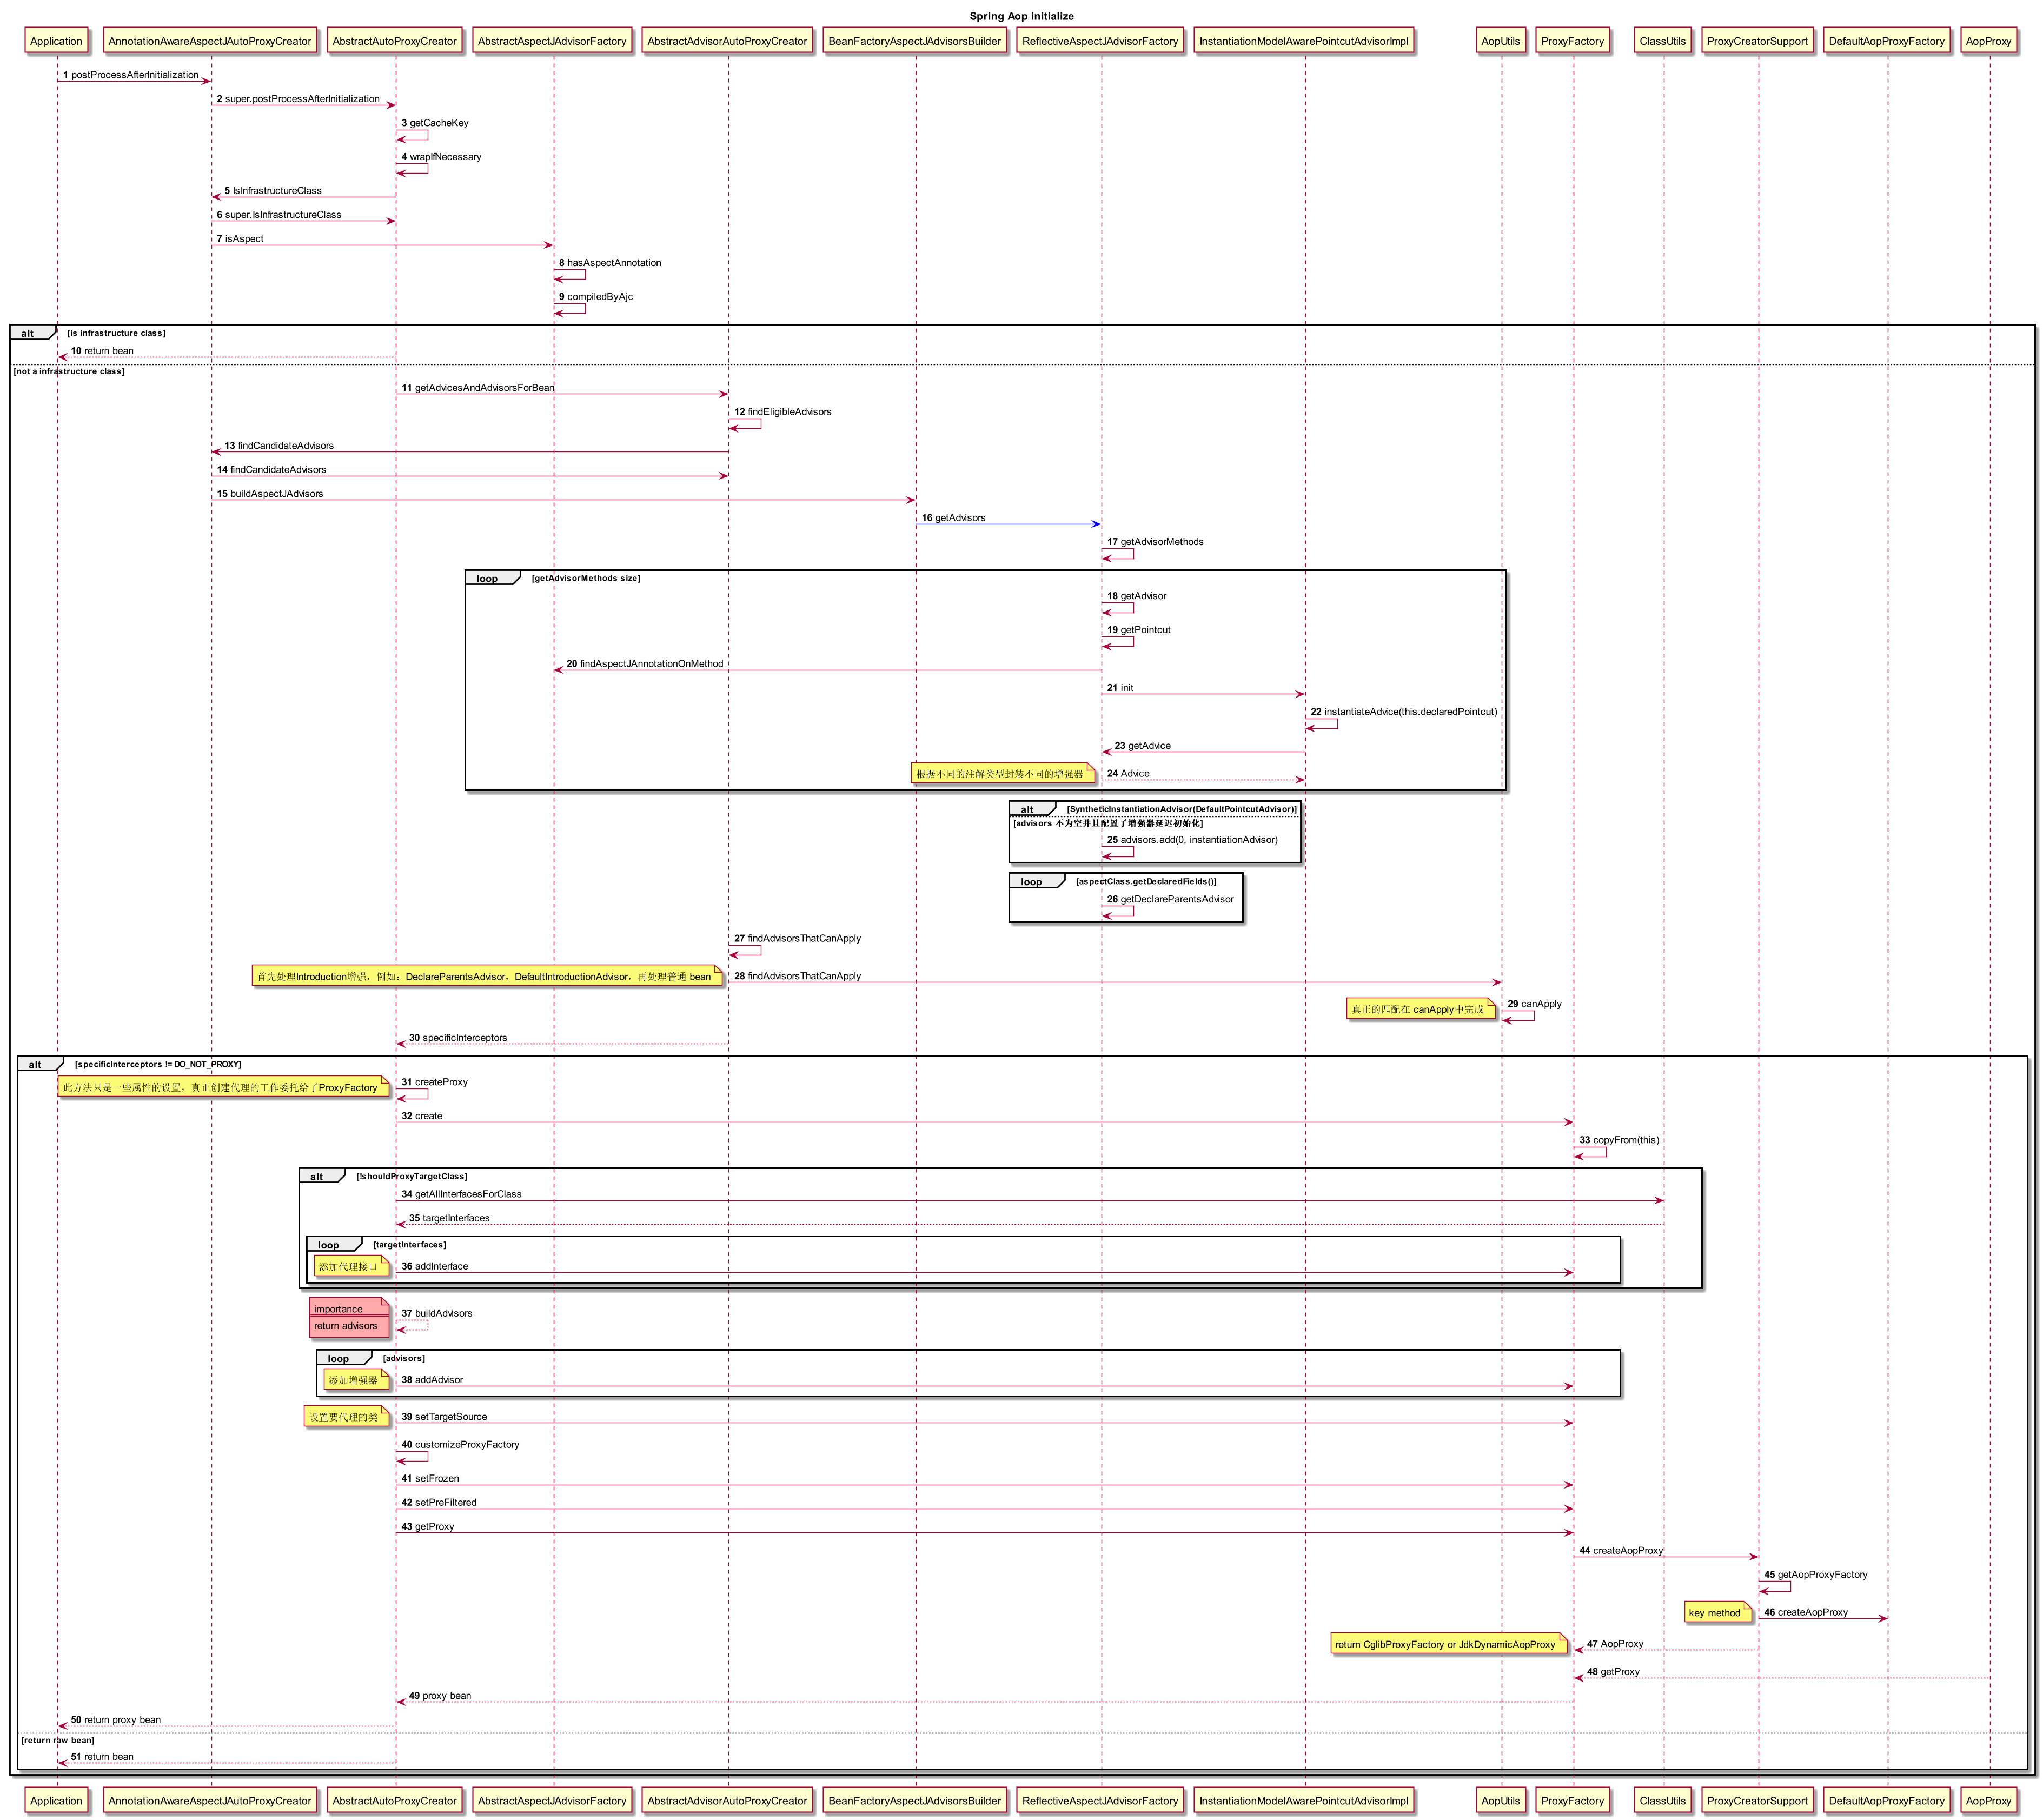 Spring Aop initialize
Application
AnnotationAwareAspectJAutoProxyCreator
AbstractAutoProxyCreator
AbstractAspectJAdvisorFactory
AbstractAdvisorAutoProxyCreator
BeanFactoryAspectJAdvisorsBuilder
ReflectiveAspectJAdvisorFactory
InstantiationModelAwarePointcutAdvisorImpl
AopUtils
ProxyFactory
ClassUtils
ProxyCreatorSupport
DefaultAopProxyFactory
AopProxy
1 postProcessAfterInitialization
2 super.postProcessAfterInitialization
3 getCacheKey
4 wrapIfNecessary
5 IsInfrastructureClass
6 super.IsInfrastructureClass
7 isAspect
8 hasAspectAnnotation
9 compiledByAjc
alt [is infrastructure class]
10 return bean
[not a infrastructure class]
11 getAdvicesAndAdvisorsForBean
12 findEligibleAdvisors
13 findCandidateAdvisors
14 findCandidateAdvisors
15 buildAspectJAdvisors
16 getAdvisors
17 getAdvisorMethods
loop [getAdvisorMethods size]
18 getAdvisor
19 getPointcut
20 findAspectJAnnotationOnMethod
21 init
22 instantiateAdvice(this.declaredPointcut)
23 getAdvice
根据不同的注解类型封装不同的增强器
24 Advice
alt [SyntheticInstantiationAdvisor(DefaultPointcutAdvisor)]
[advisors 不为空并且配置了增强器延迟初始化]
25 advisors.add(0, instantiationAdvisor)
loop [aspectClass.getDeclaredFields()]
26 getDeclareParentsAdvisor
27 findAdvisorsThatCanApply
首先处理Introduction增强，例如：DeclareParentsAdvisor，DefaultIntroductionAdvisor，再处理普通 bean
28 findAdvisorsThatCanApply
真正的匹配在 canApply中完成
29 canApply
30 specificInterceptors
alt [specificInterceptors != DO_NOT_PROXY]
此方法只是一些属性的设置，真正创建代理的工作委托给了ProxyFactory
31 createProxy
32 create
33 copyFrom(this)
alt [!shouldProxyTargetClass]
34 getAllInterfacesForClass
35 targetInterfaces
loop [targetInterfaces]
添加代理接口
36 addInterface
importance
return advisors
37 buildAdvisors
loop [advisors]
添加增强器
38 addAdvisor
设置要代理的类
39 setTargetSource
40 customizeProxyFactory
41 setFrozen
42 setPreFiltered
43 getProxy
44 createAopProxy
45 getAopProxyFactory
key method
46 createAopProxy
return CglibProxyFactory or JdkDynamicAopProxy
47 AopProxy
48 getProxy
49 proxy bean
50 return proxy bean
[return raw bean]
51 return bean
Application
AnnotationAwareAspectJAutoProxyCreator
AbstractAutoProxyCreator
AbstractAspectJAdvisorFactory
AbstractAdvisorAutoProxyCreator
BeanFactoryAspectJAdvisorsBuilder
ReflectiveAspectJAdvisorFactory
InstantiationModelAwarePointcutAdvisorImpl
AopUtils
ProxyFactory
ClassUtils
ProxyCreatorSupport
DefaultAopProxyFactory
AopProxy